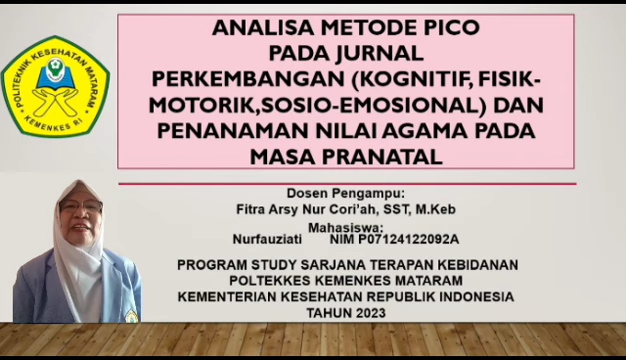 ANALISA METODE PICO
PADA JURNAL
PERKEMBANGAN (KOGNITIF, FISIK-
MOTORIK,SOSIO-EMOSIONAL) DAN
PENANAMAN NILAI AGAMA PADA
MASA PRANATAL
POLITEKNIK KESEHATAN MATARAM
KEMENKES RI
Dosen Pengampu:
Fitra Arsy Nur Cori'ah, SST, M.Keb
Mahasiswa:
Nurfauziati NIM P07124122092A
PROGRAM STUDY SARJANA TERAPAN KEBIDANAN
POLTEKKES KEMENKES MATARAM
KEMENTERIAN KESEHATAN REPUBLIK INDONESIA
TAHUN 2023